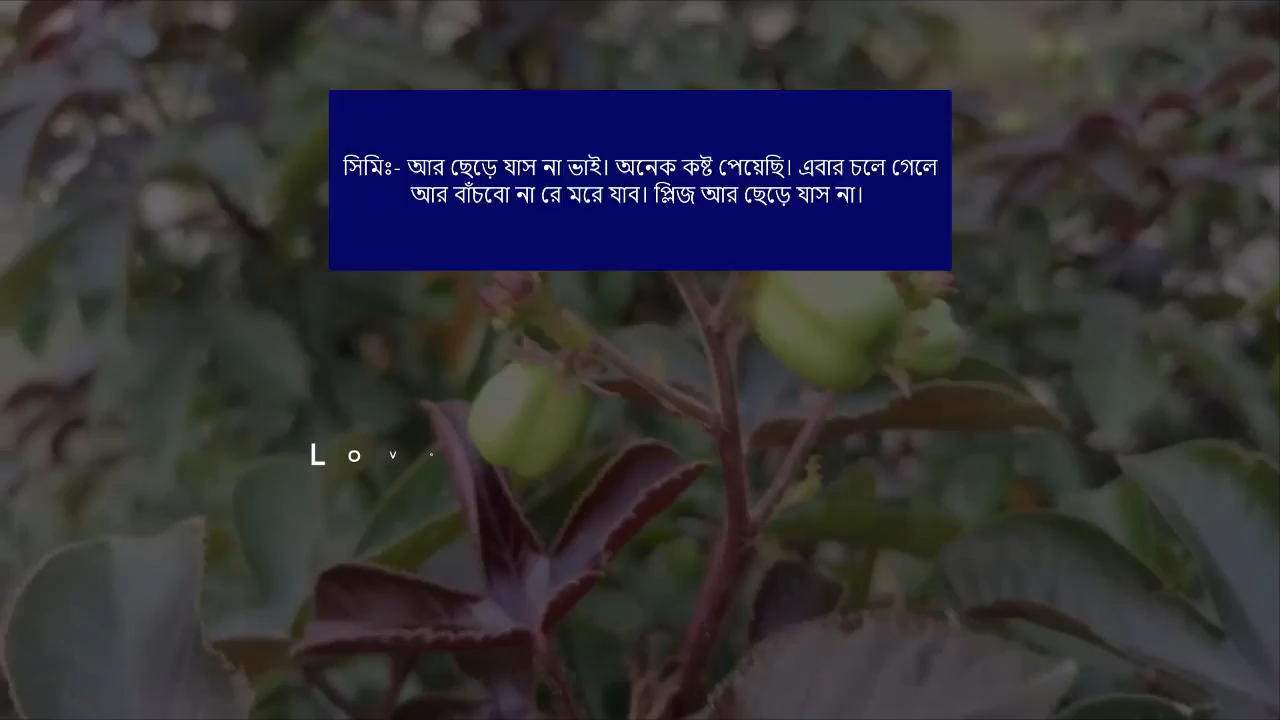 সিমিঃ- আর ছেড়ে যাস না ভাই। অনেক কষ্ট পেয়েছি। এবার চলে গেলে
আর বাঁচবো না রে মরে যাব। প্লিজ আর ছেড়ে যাস না।
L o v